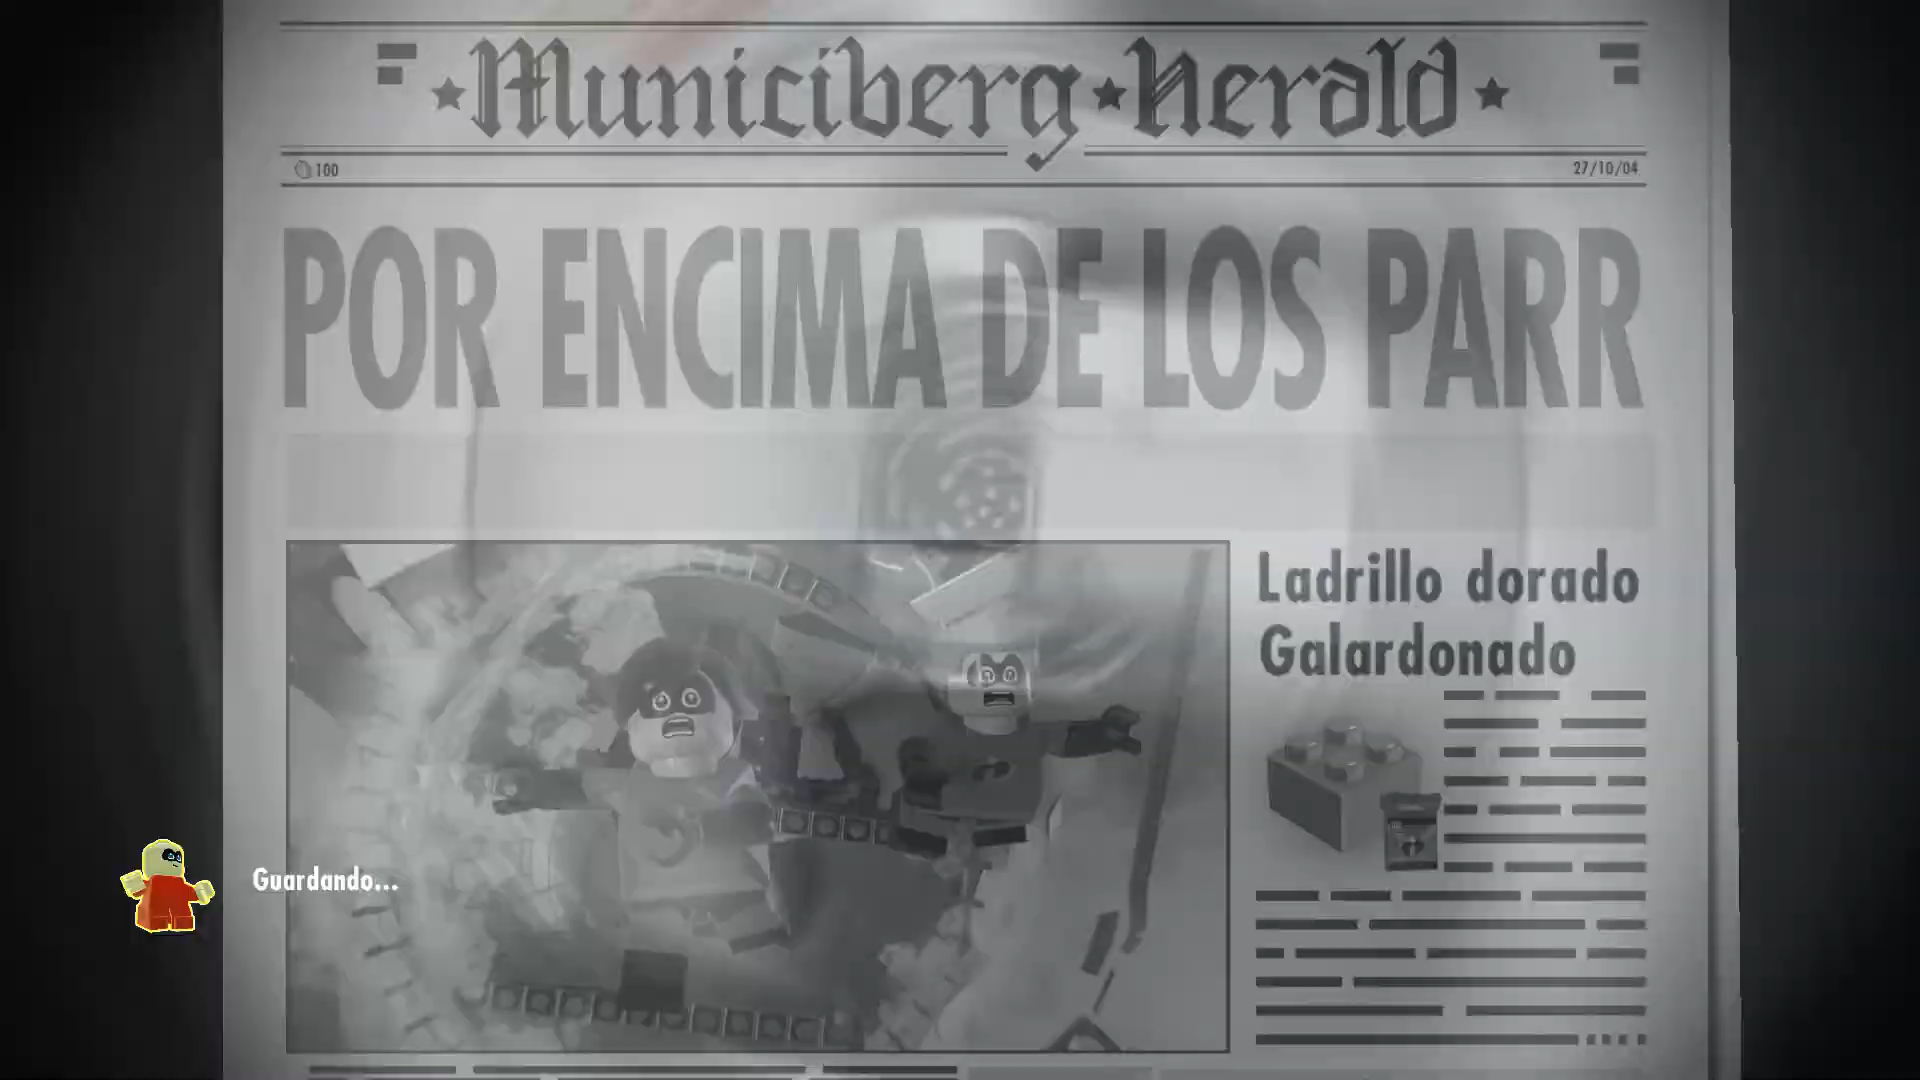 Municiberg Herald
100
27/10/04
POR ENCIMA DE LOS PARR
Ladrillo dorado
Galardonado
Guardando...